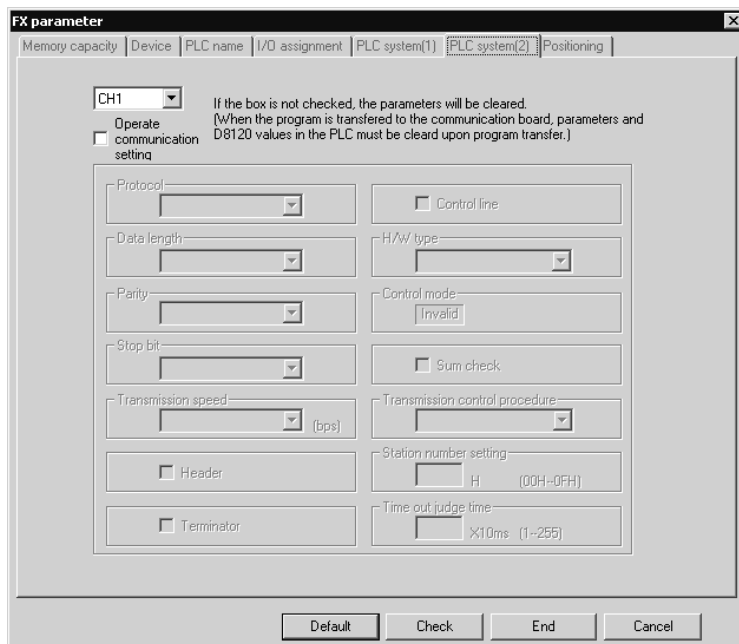 FX parameter
Memory capacity Device PLC name I/O assignment PLC system(1) PLC system(2) Positioning
CH1
If the box is not checked, the parameters will be cleared.
(When the program is transfered to the communication board, parameters and
D8120 values in the PLC must be cleard upon program transfer.)
Operate
communication
setting
Protocol
Control line
Data length
H/W type
Parity
Control mode
Invalid
Stop bit
Sum check
Transmission speed
(bps)
Transmission control procedure
Header
Station number setting
H (00H--0FH)
Terminator
Time out judge time
X10ms (1--255)
Default Check End Cancel